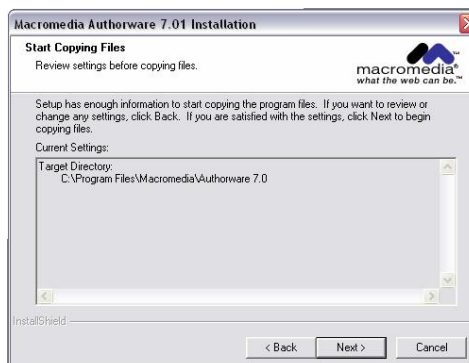 Macromedia Authorware 7.01 Installation
Start Copying Files
Review settings before copying files.
macromedia®
what the web can be.™
Setup has enough information to start copying the program files. If you want to review or
change any settings, click Back. If you are satisfied with the settings, click Next to begin
copying files.
Current Settings:
Target Directory:
C:\Program Files\Macromedia\Authorware 7.0
InstallShield
< Back
Next >
Cancel